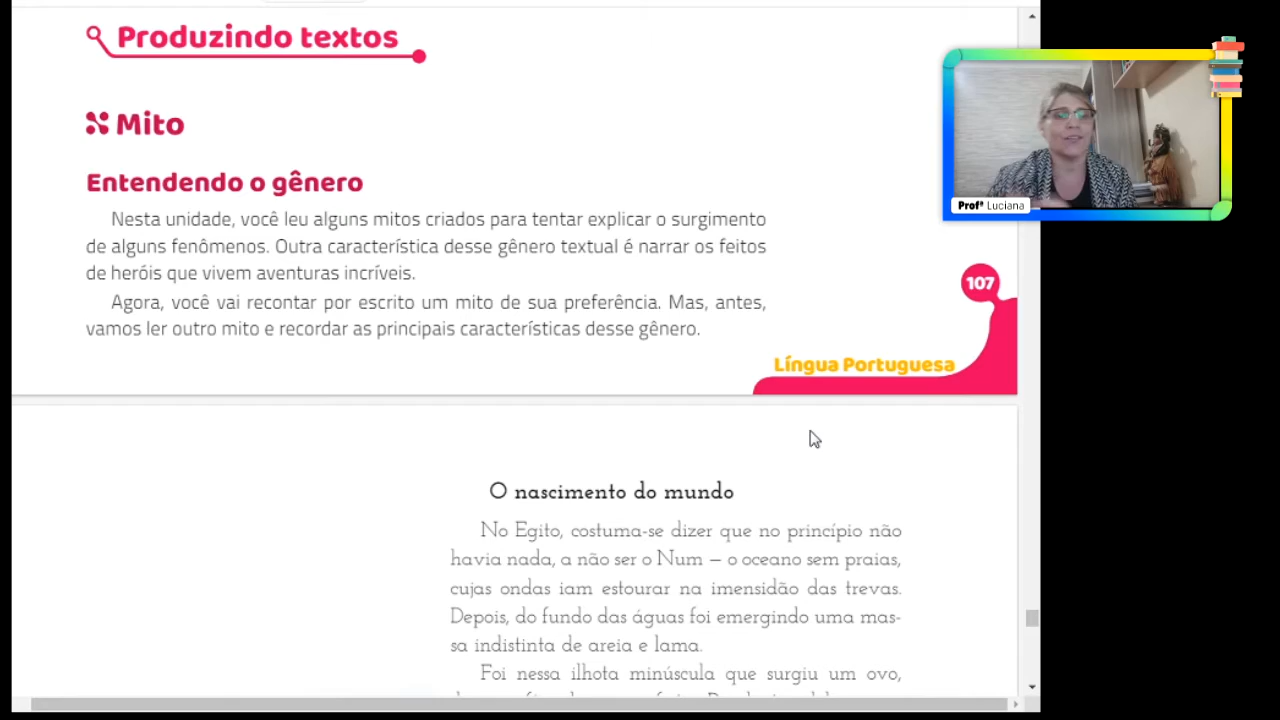 Produzindo textos
Mito
Entendendo o gênero
Nesta unidade, você leu alguns mitos criados para tentar explicar o surgimento
de alguns fenômenos. Outra característica desse gênero textual é narrar os feitos
de heróis que vivem aventuras incríveis.
Agora, você vai recontar por escrito um mito de sua preferência. Mas, antes,
vamos ler outro mito e recordar as principais características desse gênero.
107
Língua Portuguesa
Profª Luciana
O nascimento do mundo
No Egito, costuma-se dizer que no princípio não
havia nada, a não ser o Num – o oceano sem praias,
cujas ondas iam estourar na imensidão das trevas.
Depois, do fundo das águas foi emergindo uma mas-
sa indistinta de areia e lama.
Foi nessa ilhota minúscula que surgiu um ovo,